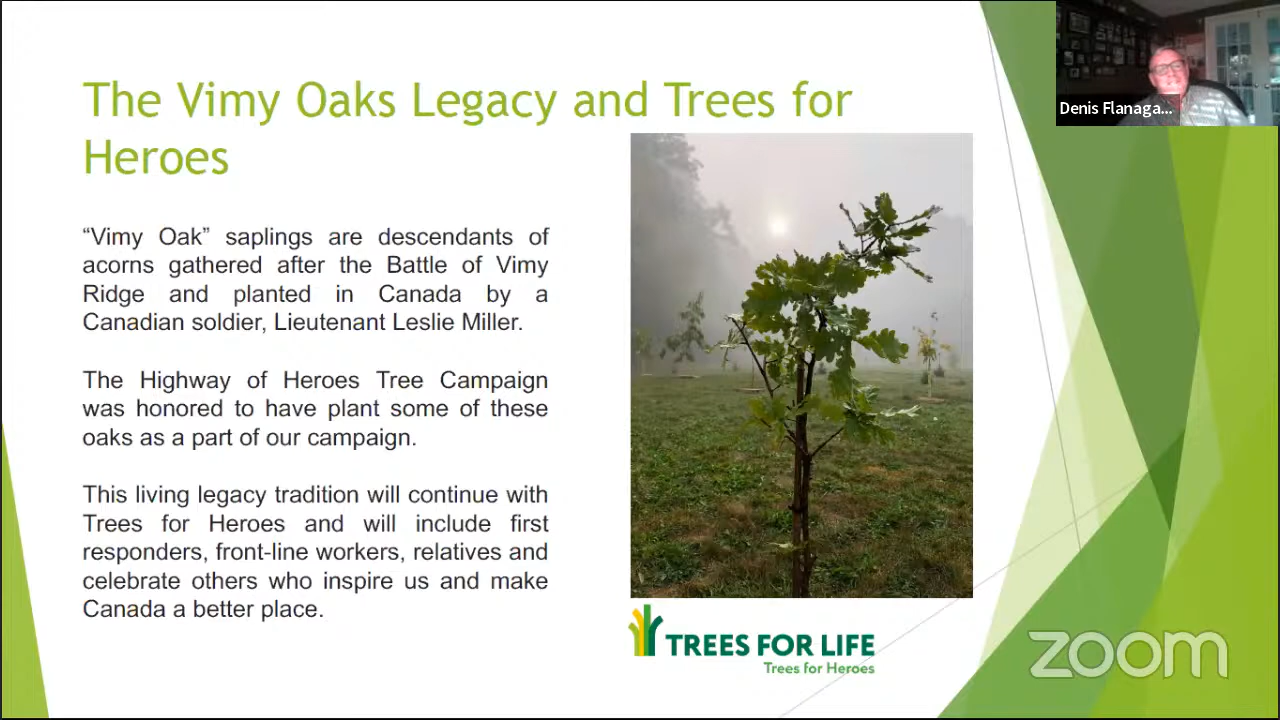 The Vimy Oaks Legacy and Trees for
Heroes
“Vimy Oak” saplings are descendants of
acorns gathered after the Battle of Vimy
Ridge and planted in Canada by a
Canadian soldier, Lieutenant Leslie Miller.
The Highway of Heroes Tree Campaign
was honored to have plant some of these
oaks as a part of our campaign.
This living legacy tradition will continue with
Trees for Heroes and will include first
responders, front-line workers, relatives and
celebrate others who inspire us and make
Canada a better place.
TREES FOR LIFE
Trees for Heroes
Denis Flanaga...
zoom